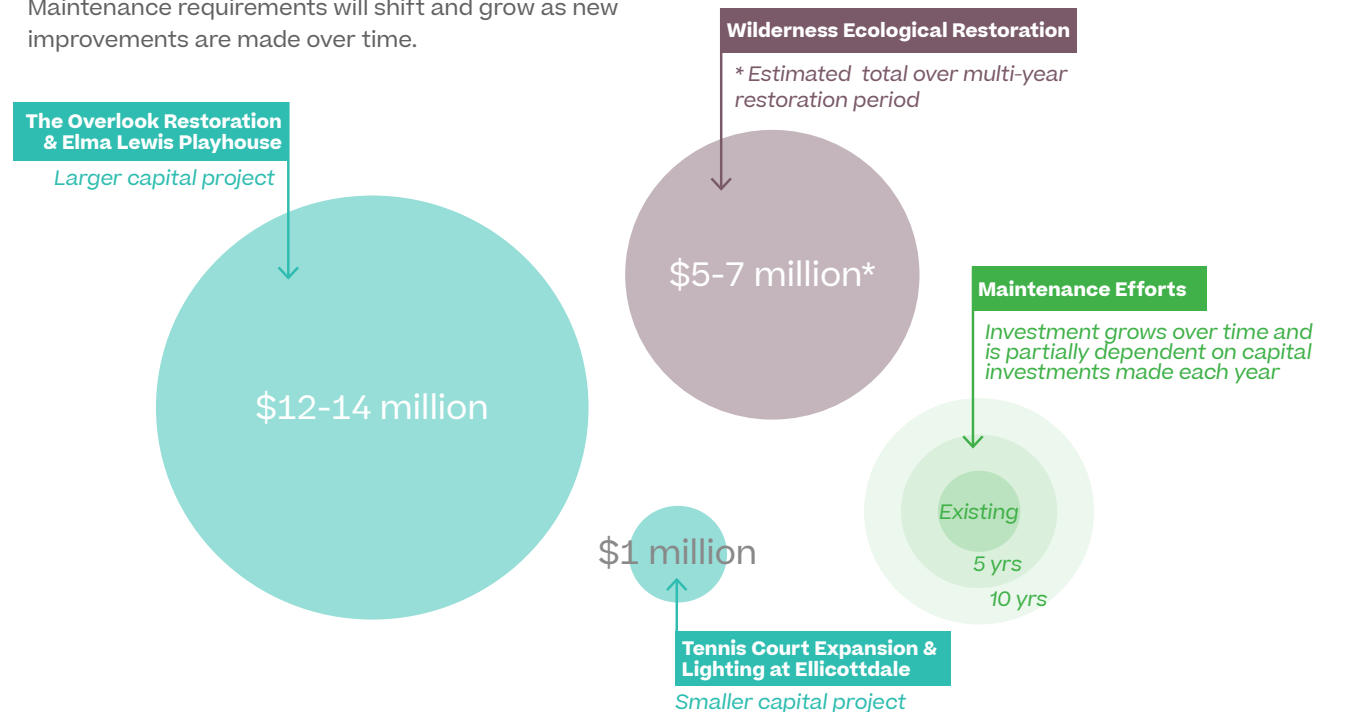 Maintenance requirements will shift and grow as new
improvements are made over time.
Wilderness Ecological Restoration
* Estimated total over multi-year
restoration period
The Overlook Restoration
& Elma Lewis Playhouse
Larger capital project
$12-14 million
$5-7 million*
Maintenance Efforts
Investment grows over time and
is partially dependent on capital
investments made each year
Existing
5 yrs
10 yrs
$1 million
Tennis Court Expansion &
Lighting at Ellicottdale
Smaller capital project